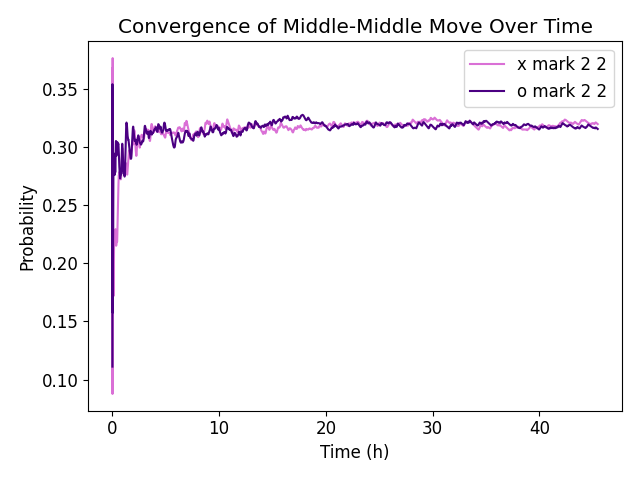 Convergence of Middle-Middle Move Over Time
x mark 2 2
o mark 2 2
Probability
0.35
0.30
0.25
0.20
0.15
0.10
0
10
20
30
40
Time (h)